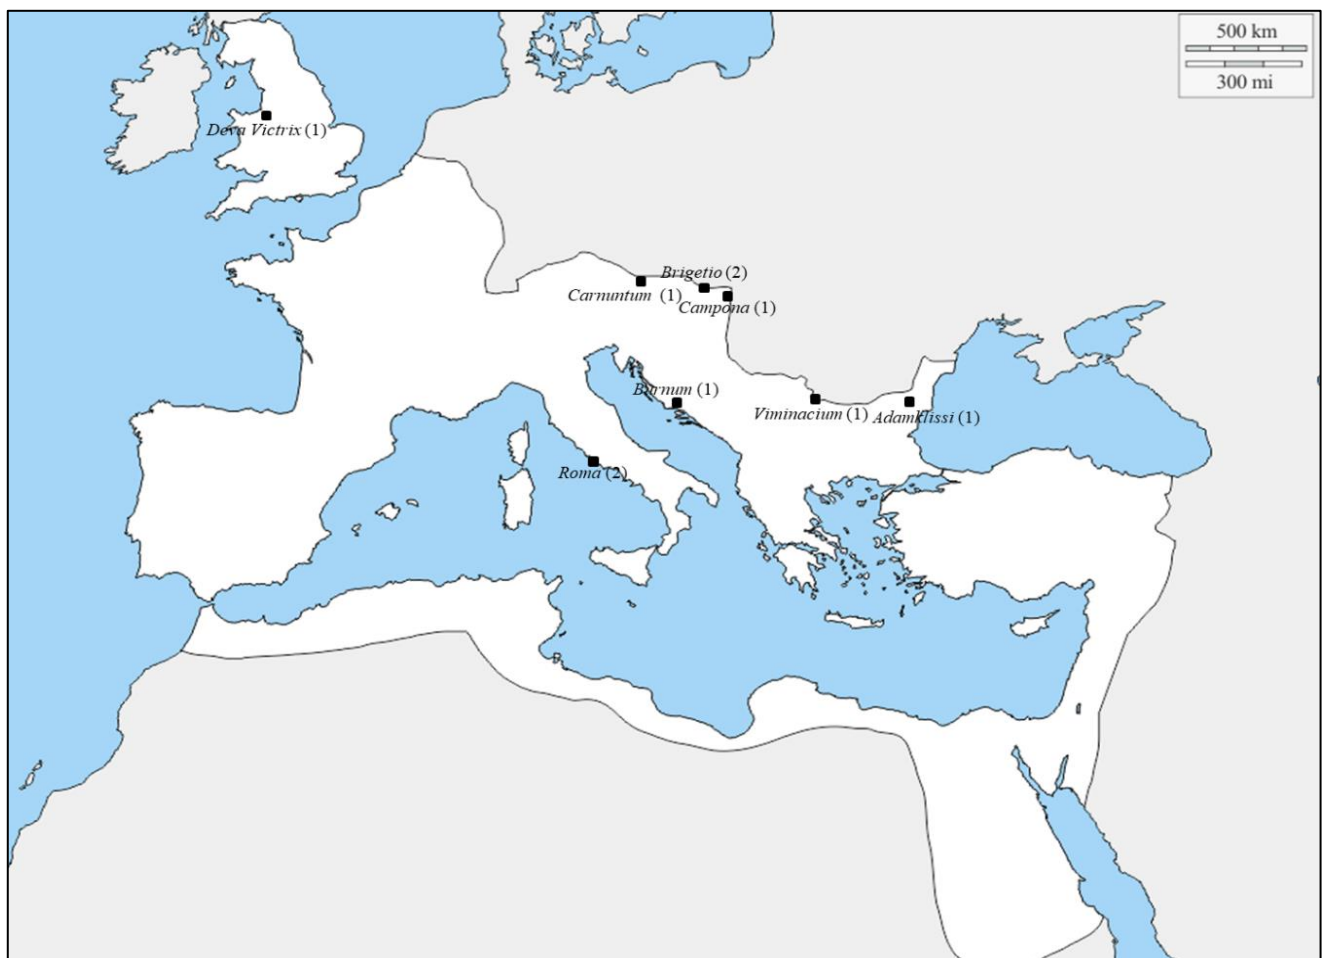 500 km
300 mi
Deva Victrix (1)
Brigetio (2)
Carnuntum (1)
Campona (1)
Burnum (1)
Viminacium (1)
Adamklissi (1)
Roma (2)